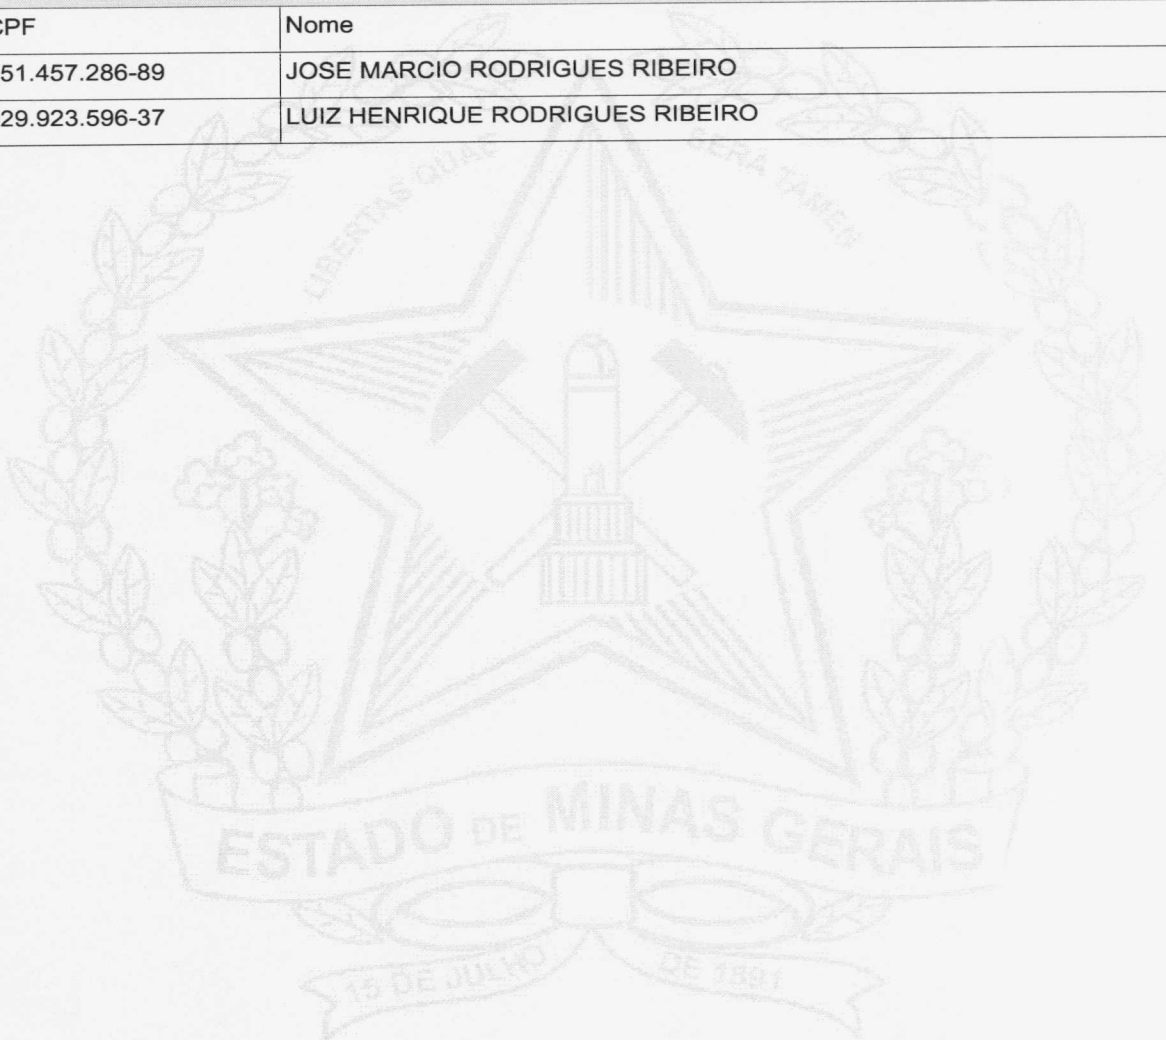 CPF Nome
51.457.286-89 JOSE MARCIO RODRIGUES RIBEIRO
29.923.596-37 LUIZ HENRIQUE RODRIGUES RIBEIRO
LIBERTAS QUAE SERA TAMEN
ESTADO DE MINAS GERAIS
15 DE JULHO DE 1891